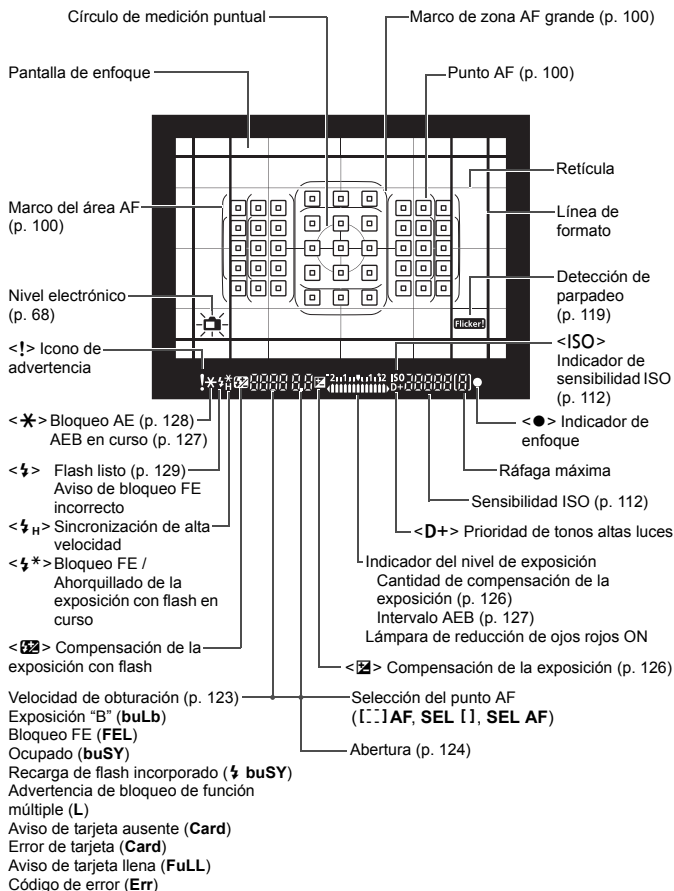 Círculo de medición puntual
Marco de zona AF grande (p. 100)
Pantalla de enfoque
Punto AF (p. 100)
Retícula
Marco del área AF
(p. 100)
Línea de
formato
Detección de
parpadeo
(p. 119)
Nivel electrónico
(p. 68)
Flicker!
<!> Icono de
advertencia
<ISO>
Indicador de
sensibilidad ISO
(p. 112)
<✱> Bloqueo AE (p. 128)
AEB en curso (p. 127)
<●> Indicador de
enfoque
<⚡> Flash listo (p. 129)
Aviso de bloqueo FE
incorrecto
Ráfaga máxima
Sensibilidad ISO (p. 112)
<⚡H> Sincronización de alta
velocidad
<D+> Prioridad de tonos altas luces
<⚡*> Bloqueo FE /
Ahorquillado de la
exposición con flash en
curso
Indicador del nivel de exposición
Cantidad de compensación de la
exposición (p. 126)
Intervalo AEB (p. 127)
Lámpara de reducción de ojos rojos ON
<> Compensación de la
exposición con flash
<> Compensación de la exposición (p. 126)
Velocidad de obturación (p. 123)
Exposición “B” (buLb)
Bloqueo FE (FEL)
Ocupado (buSY)
Recarga de flash incorporado (⚡ buSY)
Advertencia de bloqueo de función
múltiple (L)
Aviso de tarjeta ausente (Card)
Error de tarjeta (Card)
Aviso de tarjeta llena (FuLL)
Código de error (Err)
Selección del punto AF
([ ] AF, SEL [ ], SEL AF)
Abertura (p. 124)